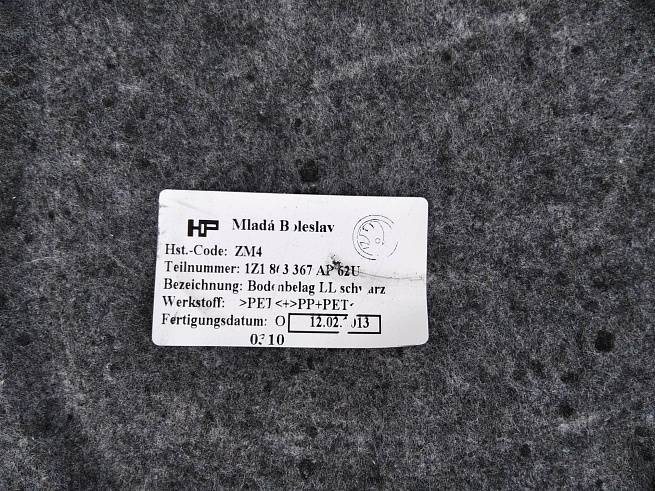 HP Mladá Boleslav
Hst.-Code: ZM4
Teilnummer: 1Z1 863 367 AP 62U
Bezeichnung: Bodenbelag LL schwarz
Werkstoff: >PET<+>PP+PET<
Fertigungsdatum: O 12.02.2013
0310